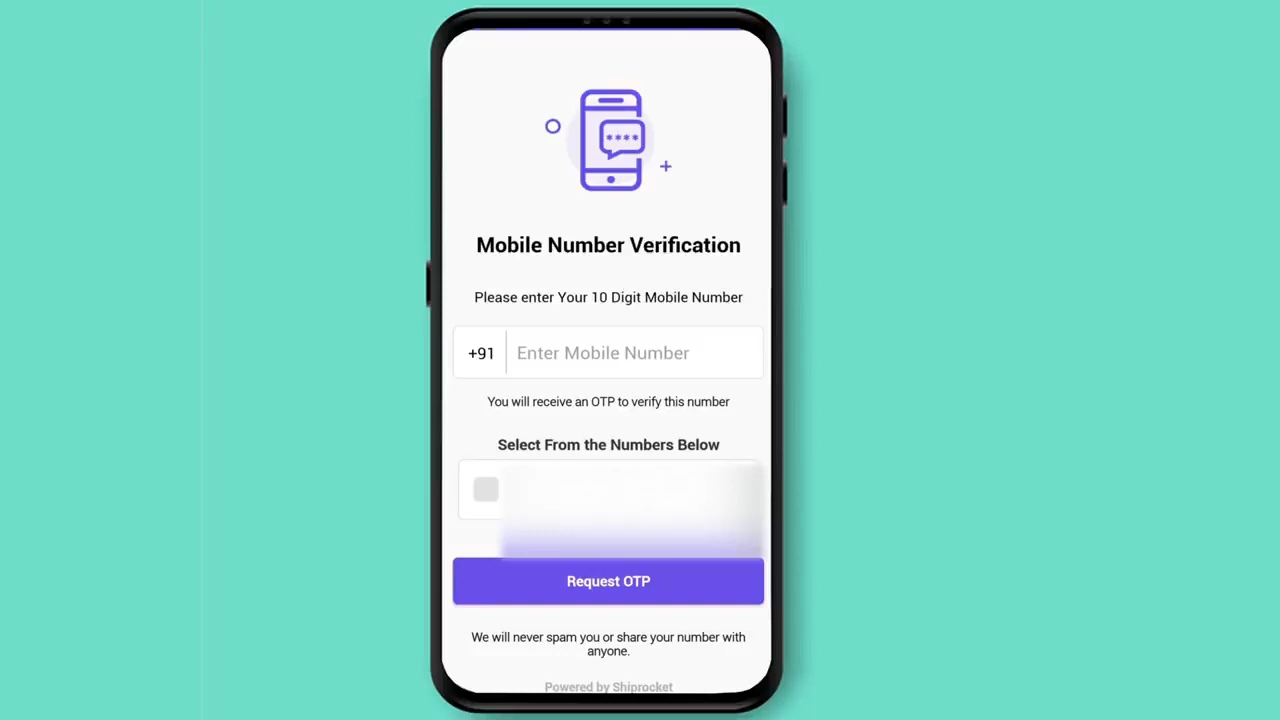 ****
Mobile Number Verification
Please enter Your 10 Digit Mobile Number
+91 Enter Mobile Number
You will receive an OTP to verify this number
Select From the Numbers Below
Request OTP
We will never spam you or share your number with
anyone.
Powered by Shiprocket